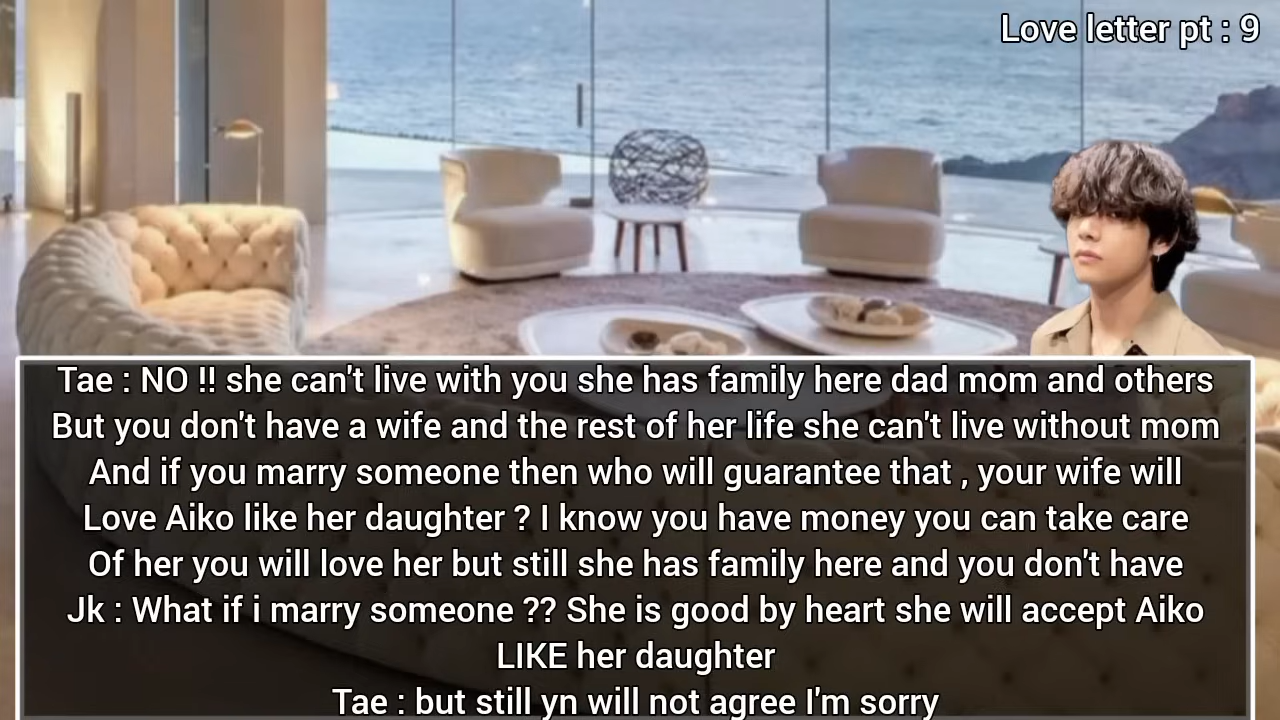 Love letter pt : 9
Tae : NO !! she can't live with you she has family here dad mom and others
But you don't have a wife and the rest of her life she can't live without mom
And if you marry someone then who will guarantee that , your wife will
Love Aiko like her daughter ? I know you have money you can take care
Of her you will love her but still she has family here and you don't have
Jk : What if i marry someone ?? She is good by heart she will accept Aiko
LIKE her daughter
Tae : but still yn will not agree I'm sorry